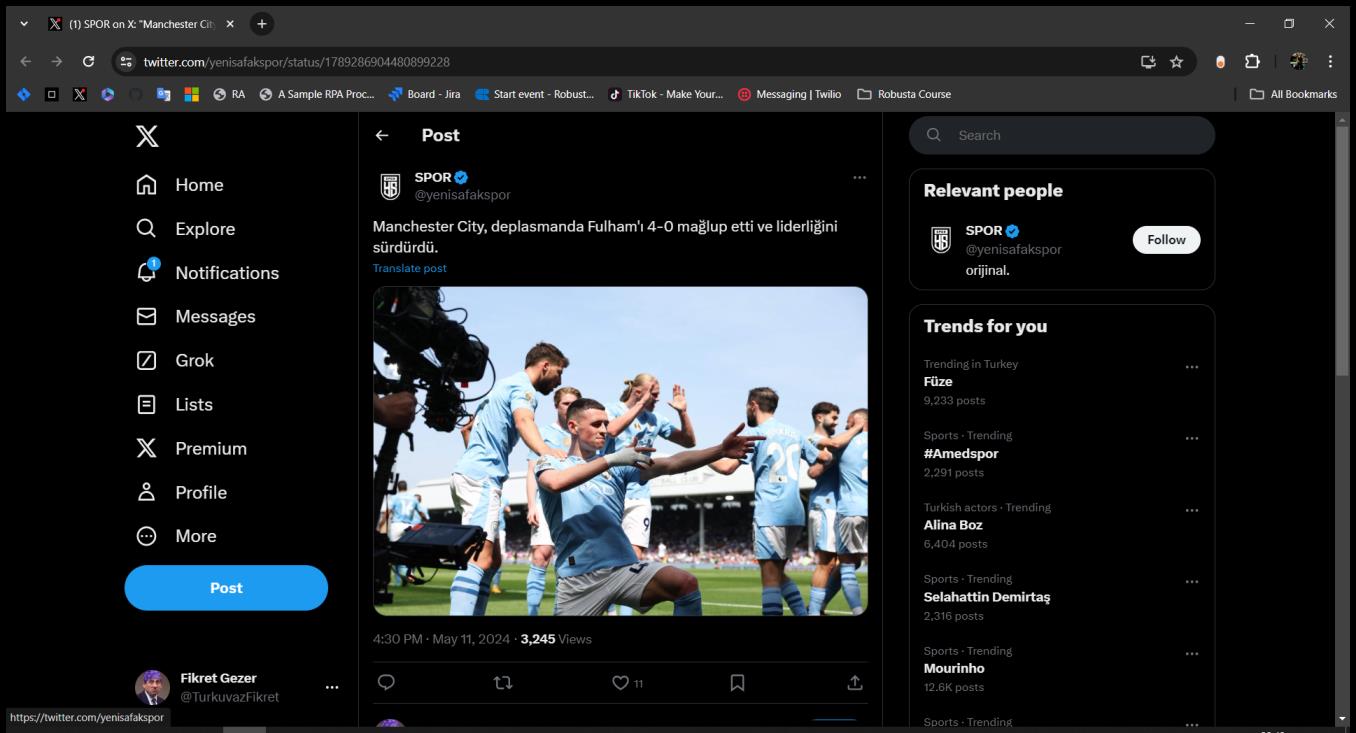 (1) SPOR on X: "Manchester City
twitter.com/yenisafakspor/status/1789286904480899228
RA
A Sample RPA Proc...
Board - Jira
Start event - Robust...
TikTok - Make Your...
Messaging | Twilio
Robusta Course
All Bookmarks
Home
Explore
1
Notifications
Messages
Grok
Lists
Premium
Profile
More
Post
Fikret Gezer
@TurkuvazFikret
https://twitter.com/yenisafakspor
Post
SPOR
@yenisafakspor
Manchester City, deplasmanda Fulham'ı 4-0 mağlup etti ve liderliğini
sürdürdü.
Translate post
20
9
4:30 PM · May 11, 2024 · 3,245 Views
11
Search
Relevant people
SPOR
@yenisafakspor
Follow
orijinal.
Trends for you
Trending in Turkey
Füze
9,233 posts
Sports · Trending
#Amedspor
2,291 posts
Turkish actors · Trending
Alina Boz
6,404 posts
Sports · Trending
Selahattin Demirtaş
2,316 posts
Sports · Trending
Mourinho
12.6K posts
Sports · Trending